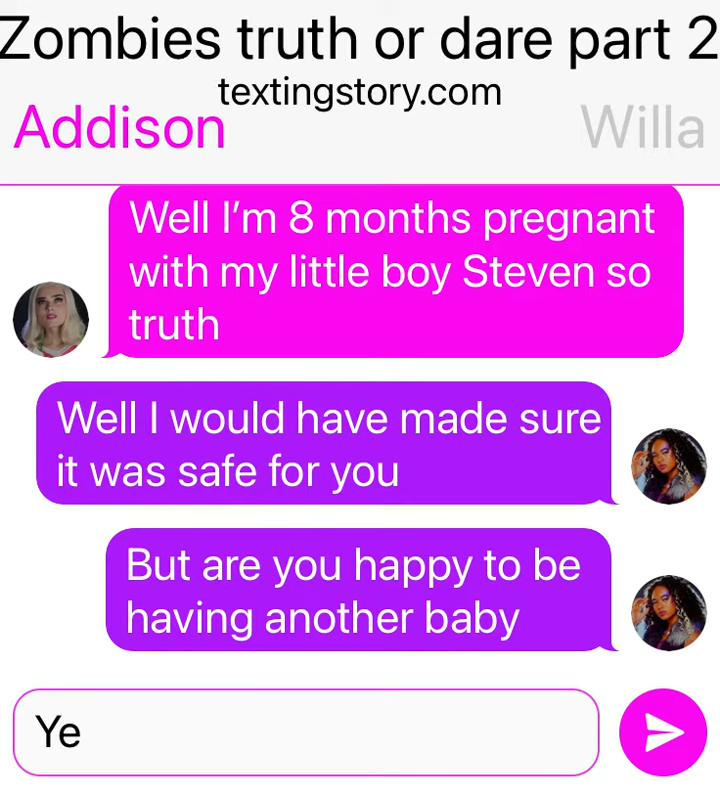 Zombies truth or dare part 2
textingstory.com
Addison
Willa
Well I’m 8 months pregnant
with my little boy Steven so
truth
Well I would have made sure
it was safe for you
But are you happy to be
having another baby
Ye